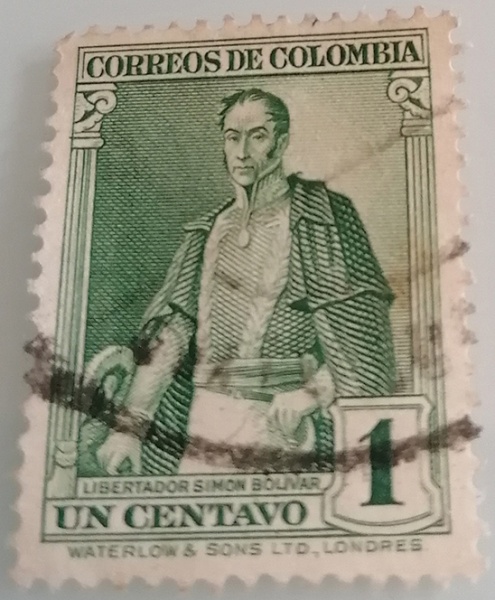 CORREOS DE COLOMBIA
LIBERTADOR SIMON BOLIVAR
1
UN CENTAVO
WATERLOW & SONS LTD., LONDRES.